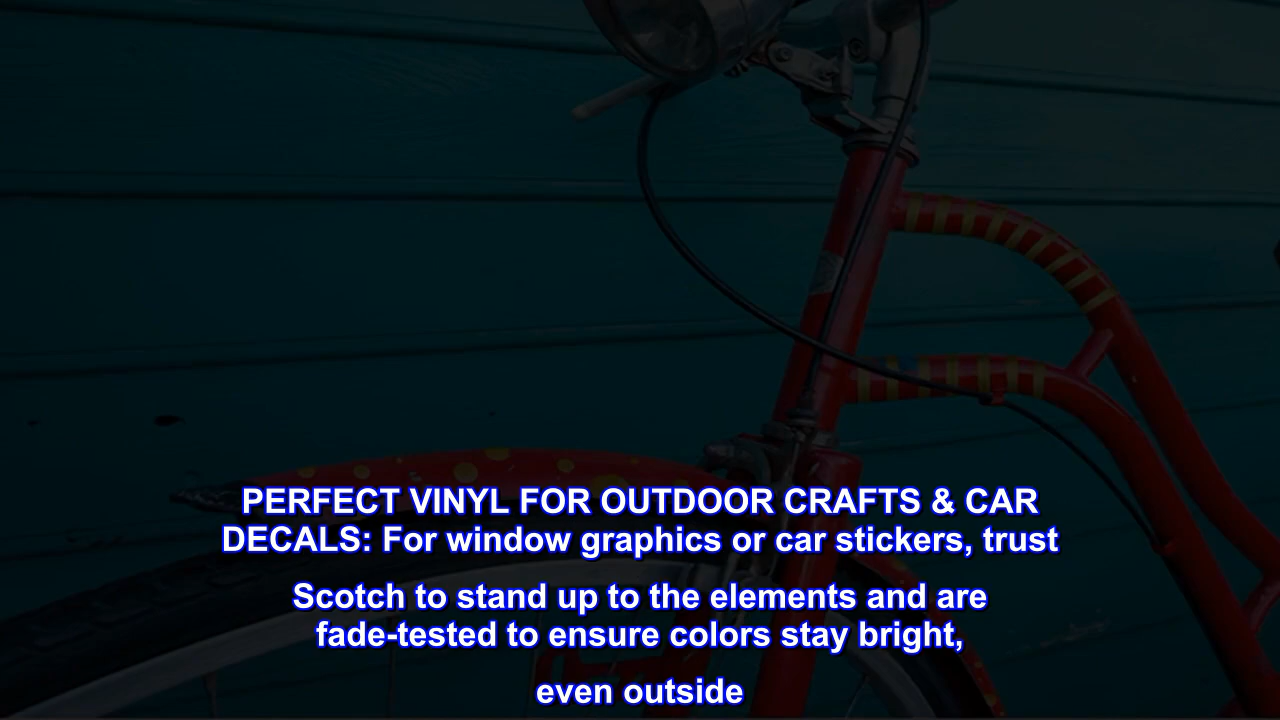 PERFECT VINYL FOR OUTDOOR CRAFTS & CAR
DECALS: For window graphics or car stickers, trust
Scotch to stand up to the elements and are
fade-tested to ensure colors stay bright,
even outside